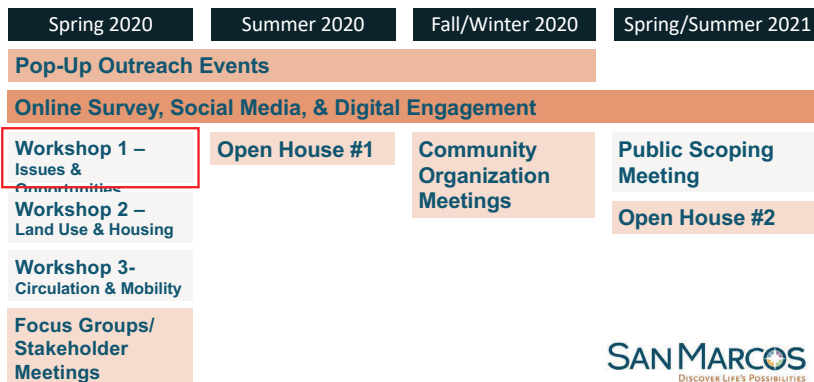 Spring 2020
Summer 2020
Fall/Winter 2020
Spring/Summer 2021
Pop-Up Outreach Events
Online Survey, Social Media, & Digital Engagement
Workshop 1 –
Issues &
Opportunities
Workshop 2 –
Land Use & Housing
Workshop 3-
Circulation & Mobility
Focus Groups/
Stakeholder
Meetings
Open House #1
Community
Organization
Meetings
Public Scoping
Meeting
Open House #2
SAN MARCOS
DISCOVER LIFE'S POSSIBILITIES